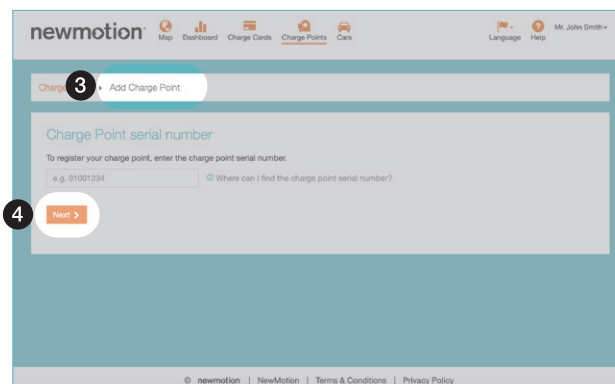 newmotion
Map Dashboard Charge Cards Charge Points Cars Language Help Mr. John Smith
Charge 3 Add Charge Point
Charge Point serial number
To register your charge point, enter the charge point serial number.
e.g. 01001234 Where can I find the charge point serial number?
4 Next
© newmotion | NewMotion | Terms & Conditions | Privacy Policy